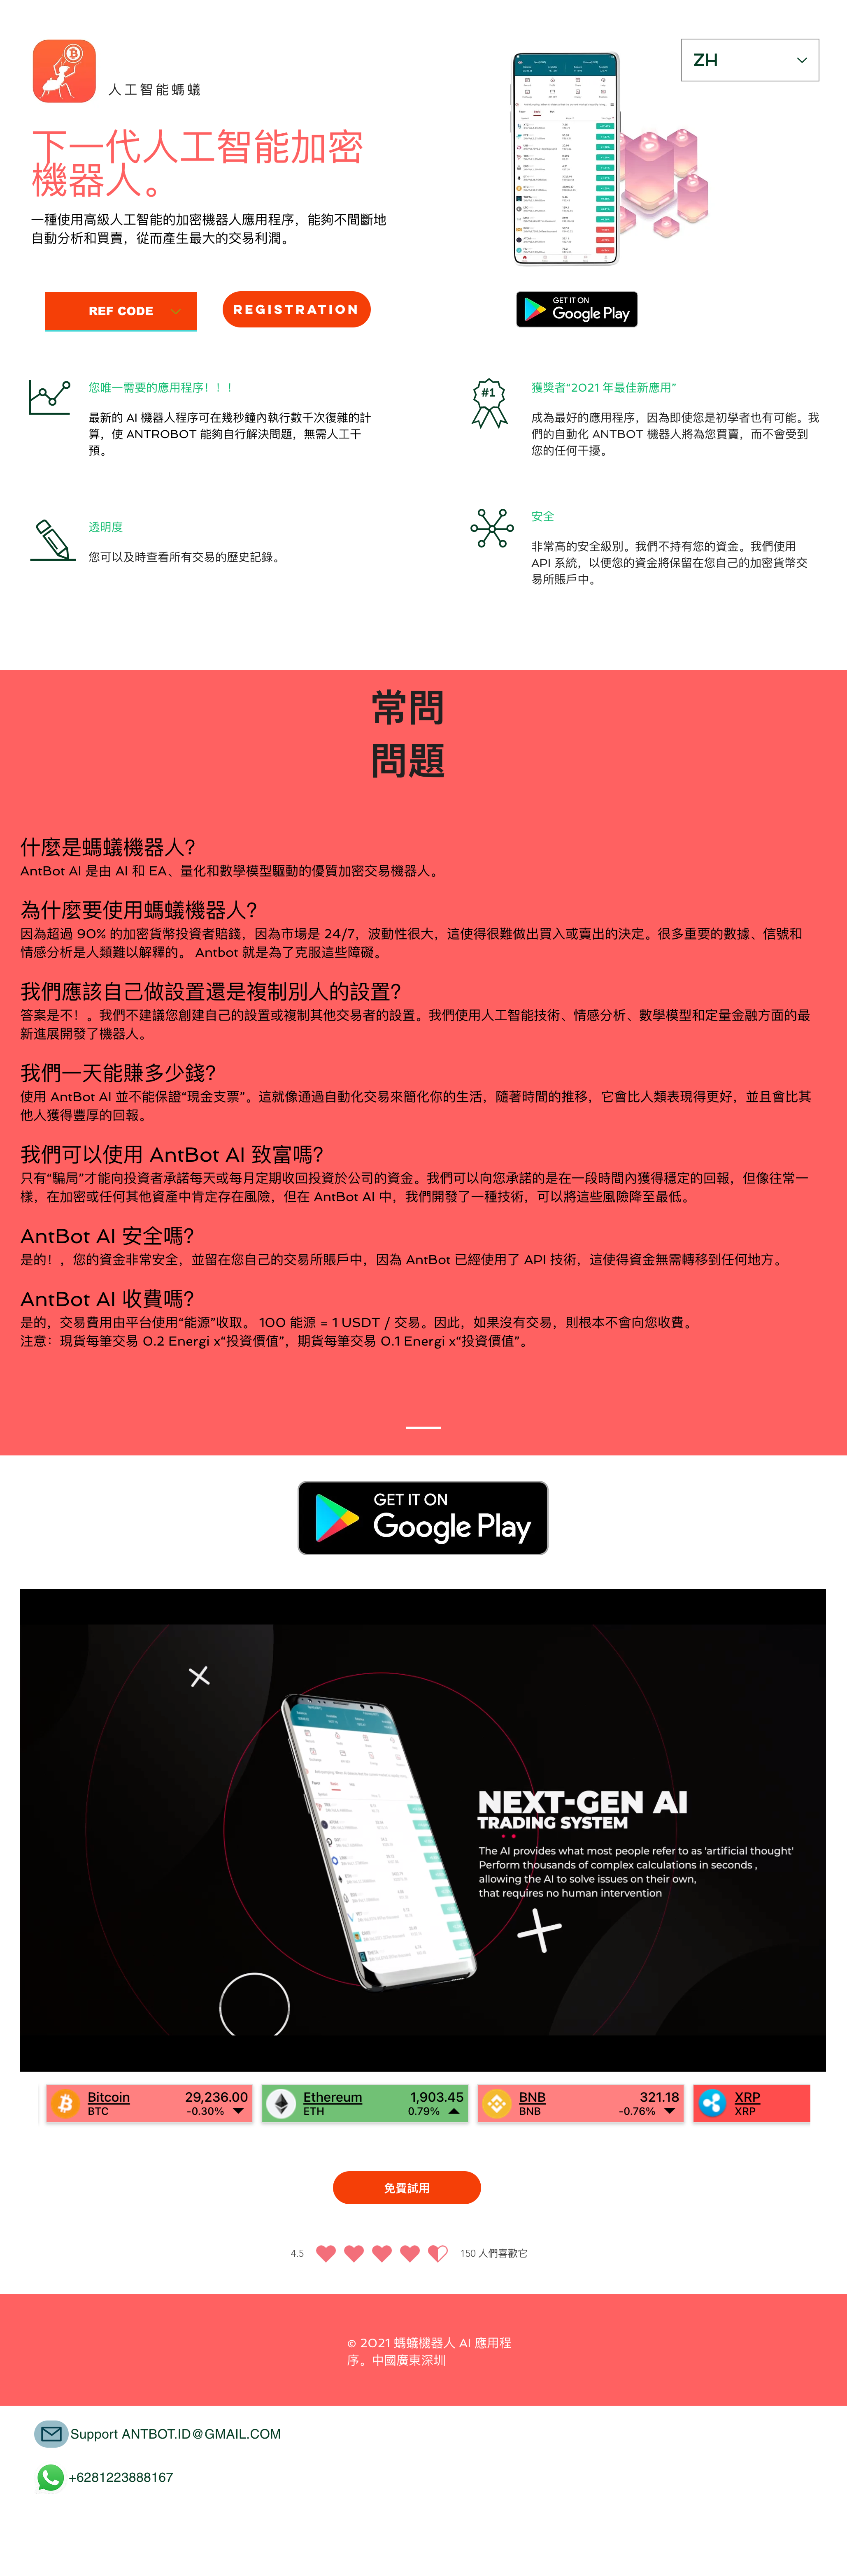 ZH
人工智能螞蟻
下一代人工智能加密
機器人。
一種使用高級人工智能的加密機器人應用程序，能夠不間斷地
自動分析和買賣，從而產生最大的交易利潤。
REF CODE
REGISTRATION
GET IT ON
Google Play
您唯一需要的應用程序！！！
最新的 AI 機器人程序可在幾秒鐘內執行數千次復雜的計
算，使 ANTROBOT 能夠自行解決問題，無需人工干
預。
#1
獲獎者“2021 年最佳新應用”
成為最好的應用程序，因為即使您是初學者也有可能。我
們的自動化 ANTBOT 機器人將為您買賣，而不會受到
您的任何干擾。
透明度
您可以及時查看所有交易的歷史記錄。
安全
非常高的安全級別。我們不持有您的資金。我們使用
API 系統，以便您的資金將保留在您自己的加密貨幣交
易所賬戶中。
常問
問題
什麼是螞蟻機器人？
AntBot AI 是由 AI 和 EA、量化和數學模型驅動的優質加密交易機器人。
為什麼要使用螞蟻機器人？
因為超過 90% 的加密貨幣投資者賠錢，因為市場是 24/7，波動性很大，這使得很難做出買入或賣出的決定。很多重要的數據、信號和
情感分析是人類難以解釋的。 Antbot 就是為了克服這些障礙。
我們應該自己做設置還是複制別人的設置？
答案是不！。我們不建議您創建自己的設置或複制其他交易者的設置。我們使用人工智能技術、情感分析、數學模型和定量金融方面的最
新進展開發了機器人。
我們一天能賺多少錢？
使用 AntBot AI 並不能保證“現金支票”。這就像通過自動化交易來簡化你的生活，隨著時間的推移，它會比人類表現得更好，並且會比其
他人獲得豐厚的回報。
我們可以使用 AntBot AI 致富嗎？
只有“騙局”才能向投資者承諾每天或每月定期收回投資於公司的資金。我們可以向您承諾的是在一段時間內獲得穩定的回報，但像往常一
樣，在加密或任何其他資產中肯定存在風險，但在 AntBot AI 中，我們開發了一種技術，可以將這些風險降至最低。
AntBot AI 安全嗎？
是的！，您的資金非常安全，並留在您自己的交易所賬戶中，因為 AntBot 已經使用了 API 技術，這使得資金無需轉移到任何地方。
AntBot AI 收費嗎？
是的，交易費用由平台使用“能源”收取。 100 能源 = 1 USDT / 交易。因此，如果沒有交易，則根本不會向您收費。
注意：現貨每筆交易 0.2 Energi x“投資價值”，期貨每筆交易 0.1 Energi x“投資價值”。
GET IT ON
Google Play
NEXT-GEN AI
TRADING SYSTEM
The AI provides what most people refer to as 'artificial thought'
Perform thousands of complex calculations in seconds ,
allowing the AI to solve issues on their own,
that requires no human intervention
Bitcoin 29,236.00
BTC -0.30%
Ethereum 1,903.45
ETH 0.79%
BNB 321.18
BNB -0.76%
XRP
XRP
免費試用
4.5
150 人們喜歡它
© 2021 螞蟻機器人 AI 應用程
序。中國廣東深圳
Support ANTBOT.ID@GMAIL.COM
+6281223888167